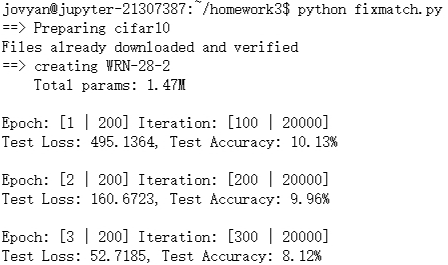 jovyan@jupyter-21307387:~/homework3$ python fixmatch.py
==> Preparing cifar10
Files already downloaded and verified
==> creating WRN-28-2
Total params: 1.47M
Epoch: [1 | 200] Iteration: [100 | 20000]
Test Loss: 495.1364, Test Accuracy: 10.13%
Epoch: [2 | 200] Iteration: [200 | 20000]
Test Loss: 160.6723, Test Accuracy: 9.96%
Epoch: [3 | 200] Iteration: [300 | 20000]
Test Loss: 52.7185, Test Accuracy: 8.12%